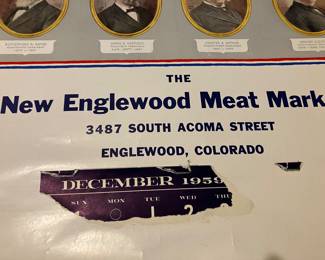 RUTHERFORD B. HAYES
JAMES A. GARFIELD
CHESTER A. ARTHUR
THE
New Englewood Meat Mark
3487 SOUTH ACOMA STREET
ENGLEWOOD, COLORADO
DECEMBER 1959
SUN MON TUE WED THU
1 2